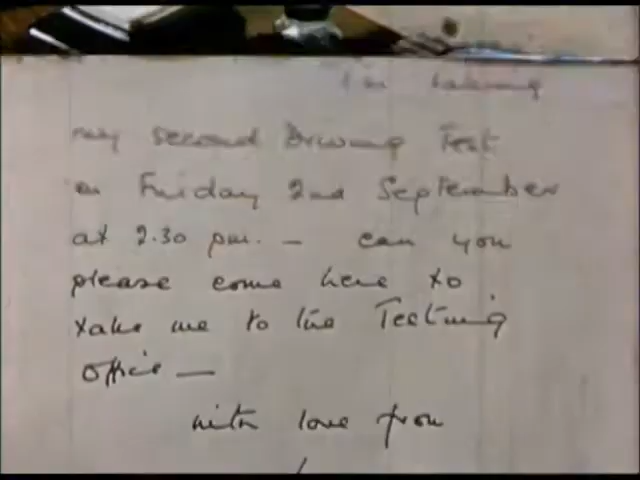 I'm taking
my second Driving Test
on Friday 2nd September
at 2.30 pm. — can you
please come here to
take me to the Testing
Office —
with love from